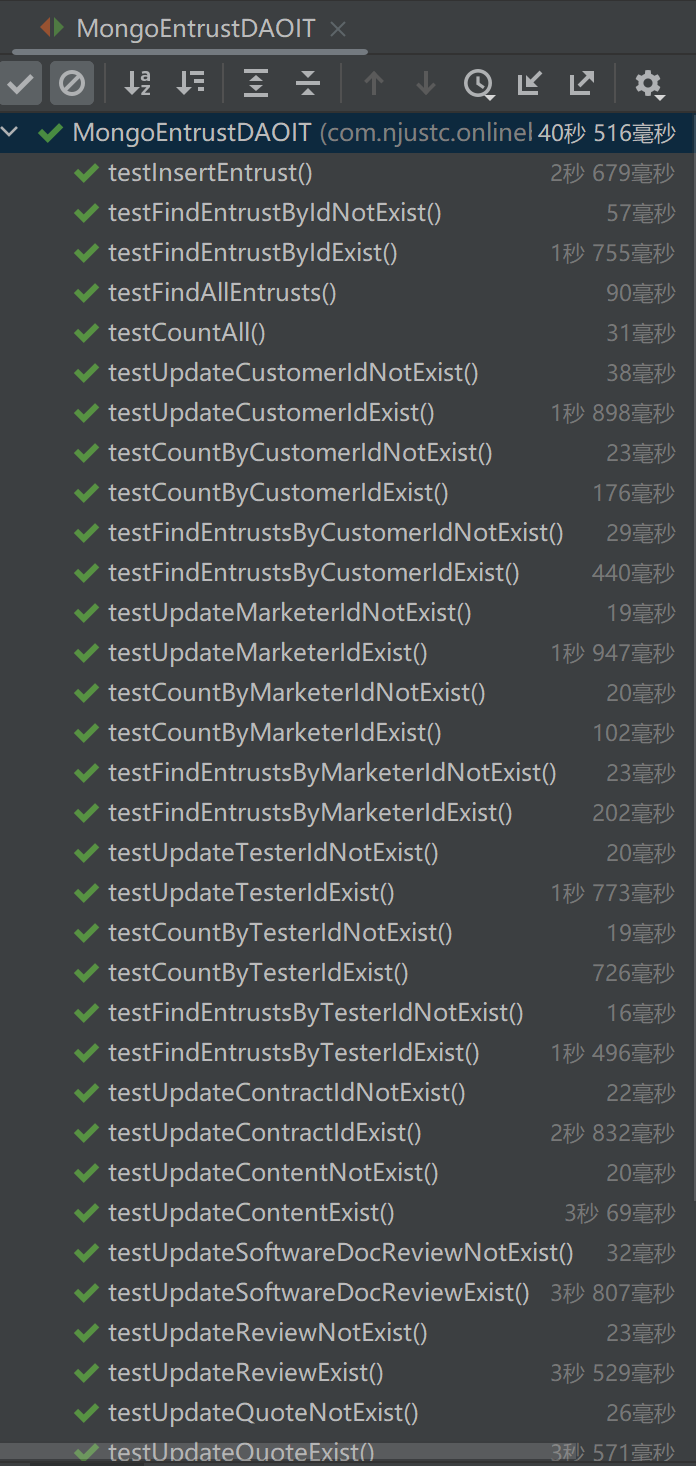 MongoEntrustDAOIT
MongoEntrustDAOIT (com.njustc.onlinel 40秒 516毫秒
testInsertEntrust() 2秒 679毫秒
testFindEntrustByIdNotExist() 57毫秒
testFindEntrustByIdExist() 1秒 755毫秒
testFindAllEntrusts() 90毫秒
testCountAll() 31毫秒
testUpdateCustomerIdNotExist() 38毫秒
testUpdateCustomerIdExist() 1秒 898毫秒
testCountByCustomerIdNotExist() 23毫秒
testCountByCustomerIdExist() 176毫秒
testFindEntrustsByCustomerIdNotExist() 29毫秒
testFindEntrustsByCustomerIdExist() 440毫秒
testUpdateMarketerIdNotExist() 19毫秒
testUpdateMarketerIdExist() 1秒 947毫秒
testCountByMarketerIdNotExist() 20毫秒
testCountByMarketerIdExist() 102毫秒
testFindEntrustsByMarketerIdNotExist() 23毫秒
testFindEntrustsByMarketerIdExist() 202毫秒
testUpdateTesterIdNotExist() 20毫秒
testUpdateTesterIdExist() 1秒 773毫秒
testCountByTesterIdNotExist() 19毫秒
testCountByTesterIdExist() 726毫秒
testFindEntrustsByTesterIdNotExist() 16毫秒
testFindEntrustsByTesterIdExist() 1秒 496毫秒
testUpdateContractIdNotExist() 22毫秒
testUpdateContractIdExist() 2秒 832毫秒
testUpdateContentNotExist() 20毫秒
testUpdateContentExist() 3秒 69毫秒
testUpdateSoftwareDocReviewNotExist() 32毫秒
testUpdateSoftwareDocReviewExist() 3秒 807毫秒
testUpdateReviewNotExist() 23毫秒
testUpdateReviewExist() 3秒 529毫秒
testUpdateQuoteNotExist() 26毫秒
testUpdateQuoteExist() 3秒 571毫秒